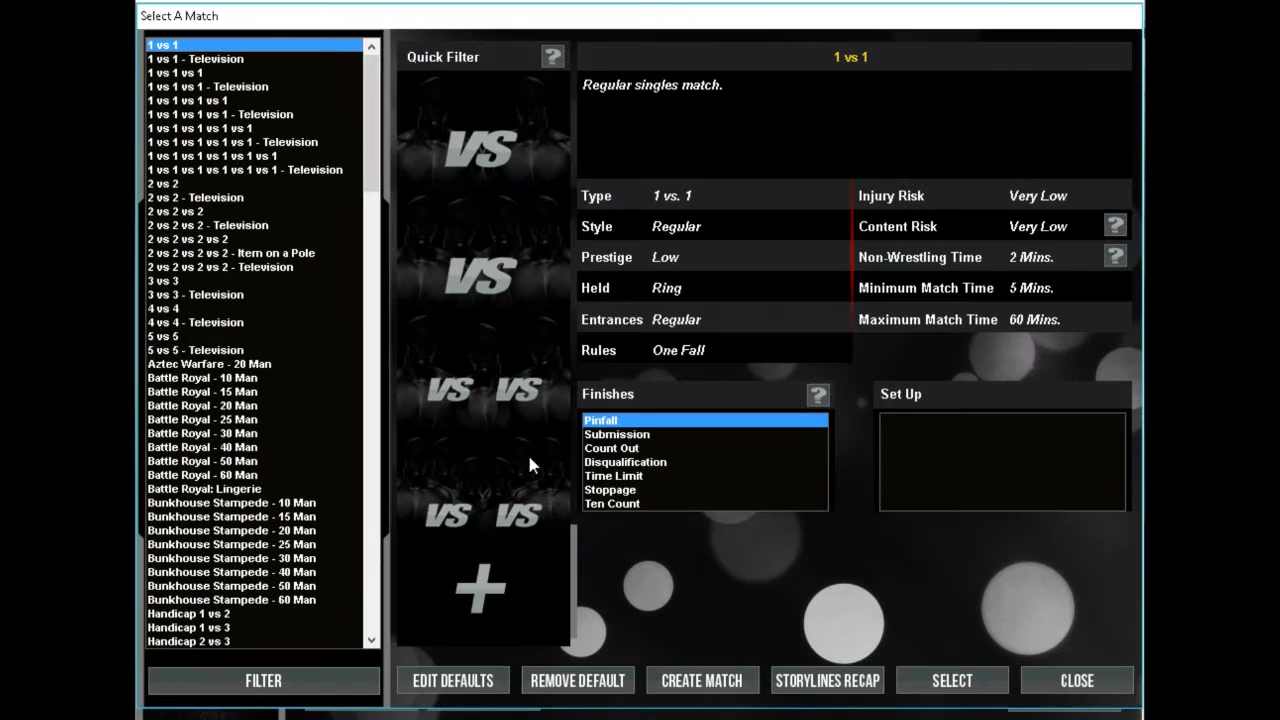 Select A Match
1 vs 1
1 vs 1 - Television
1 vs 1 vs 1
1 vs 1 vs 1 - Television
1 vs 1 vs 1 vs 1
1 vs 1 vs 1 vs 1 - Television
1 vs 1 vs 1 vs 1 vs 1
1 vs 1 vs 1 vs 1 vs 1 - Television
1 vs 1 vs 1 vs 1 vs 1 vs 1
1 vs 1 vs 1 vs 1 vs 1 vs 1 - Television
2 vs 2
2 vs 2 - Television
2 vs 2 vs 2
2 vs 2 vs 2 - Television
2 vs 2 vs 2 vs 2
2 vs 2 vs 2 vs 2 - Item on a Pole
2 vs 2 vs 2 vs 2 - Television
3 vs 3
3 vs 3 - Television
4 vs 4
4 vs 4 - Television
5 vs 5
5 vs 5 - Television
Aztec Warfare - 20 Man
Battle Royal - 10 Man
Battle Royal - 15 Man
Battle Royal - 20 Man
Battle Royal - 25 Man
Battle Royal - 30 Man
Battle Royal - 40 Man
Battle Royal - 50 Man
Battle Royal - 60 Man
Battle Royal: Lingerie
Bunkhouse Stampede - 10 Man
Bunkhouse Stampede - 15 Man
Bunkhouse Stampede - 20 Man
Bunkhouse Stampede - 25 Man
Bunkhouse Stampede - 30 Man
Bunkhouse Stampede - 40 Man
Bunkhouse Stampede - 50 Man
Bunkhouse Stampede - 60 Man
Handicap 1 vs 2
Handicap 1 vs 3
Handicap 2 vs 3
FILTER
Quick Filter ?
VS
VS
VS VS
VS VS
+
1 vs 1
Regular singles match.
Type 1 vs. 1
Style Regular
Prestige Low
Held Ring
Entrances Regular
Rules One Fall
Injury Risk Very Low
Content Risk Very Low ?
Non-Wrestling Time 2 Mins. ?
Minimum Match Time 5 Mins.
Maximum Match Time 60 Mins.
Finishes ?
Pinfall
Submission
Count Out
Disqualification
Time Limit
Stoppage
Ten Count
Set Up
EDIT DEFAULTS REMOVE DEFAULT CREATE MATCH STORYLINES RECAP SELECT CLOSE